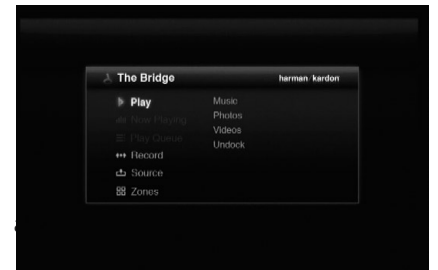 The Bridge
harman/kardon
Play
Now Playing
Play Queue
Record
Source
Zones
Music
Photos
Videos
Undock